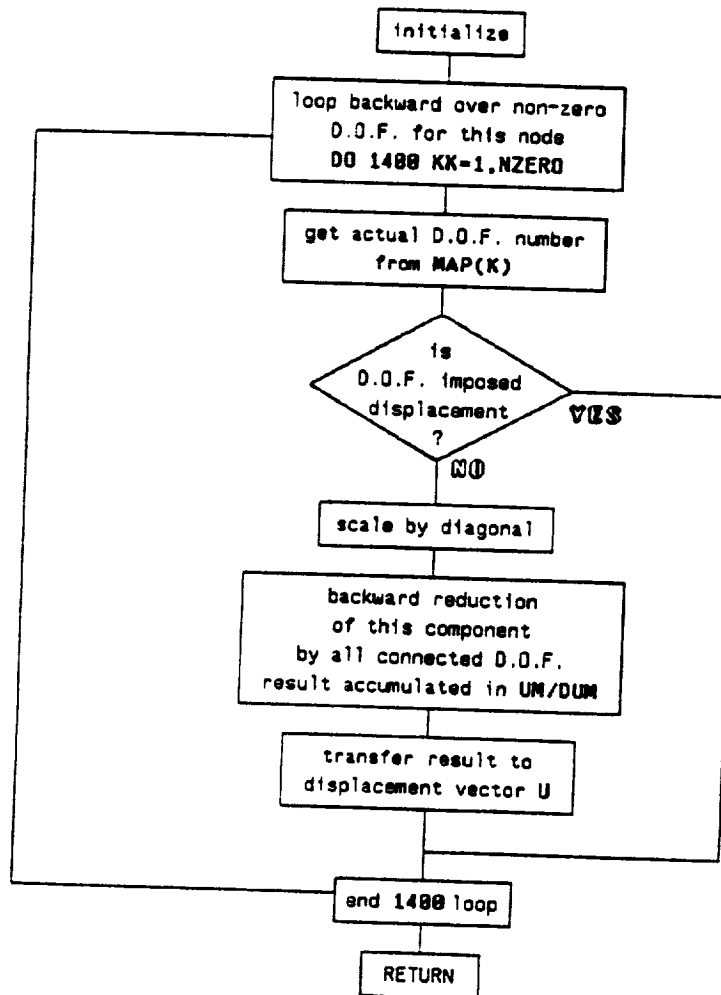 initialize
loop backward over non-zero
D.O.F. for this node
DO 1400 KK=1,NZERO
get actual D.O.F. number
from MAP(K)
is
D.O.F. imposed
displacement
?
YES
NO
scale by diagonal
backward reduction
of this component
by all connected D.O.F.
result accumulated in UM/DUM
transfer result to
displacement vector U
end 1400 loop
RETURN